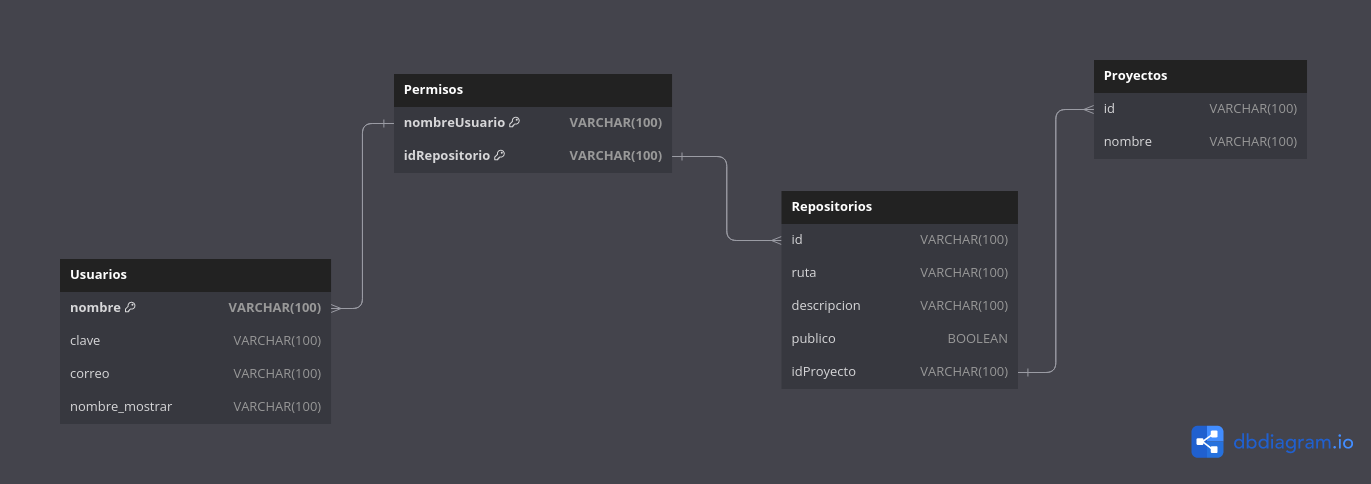 Permisos
nombreUsuario VARCHAR(100)
idRepositorio VARCHAR(100)
Usuarios
nombre VARCHAR(100)
clave VARCHAR(100)
correo VARCHAR(100)
nombre_mostrar VARCHAR(100)
Repositorios
id VARCHAR(100)
ruta VARCHAR(100)
descripcion VARCHAR(100)
publico BOOLEAN
idProyecto VARCHAR(100)
Proyectos
id VARCHAR(100)
nombre VARCHAR(100)
dbdiagram.io